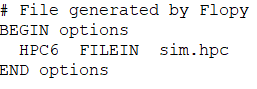 # File generated by Flopy
BEGIN options
  HPC6  FILEIN  sim.hpc
END options